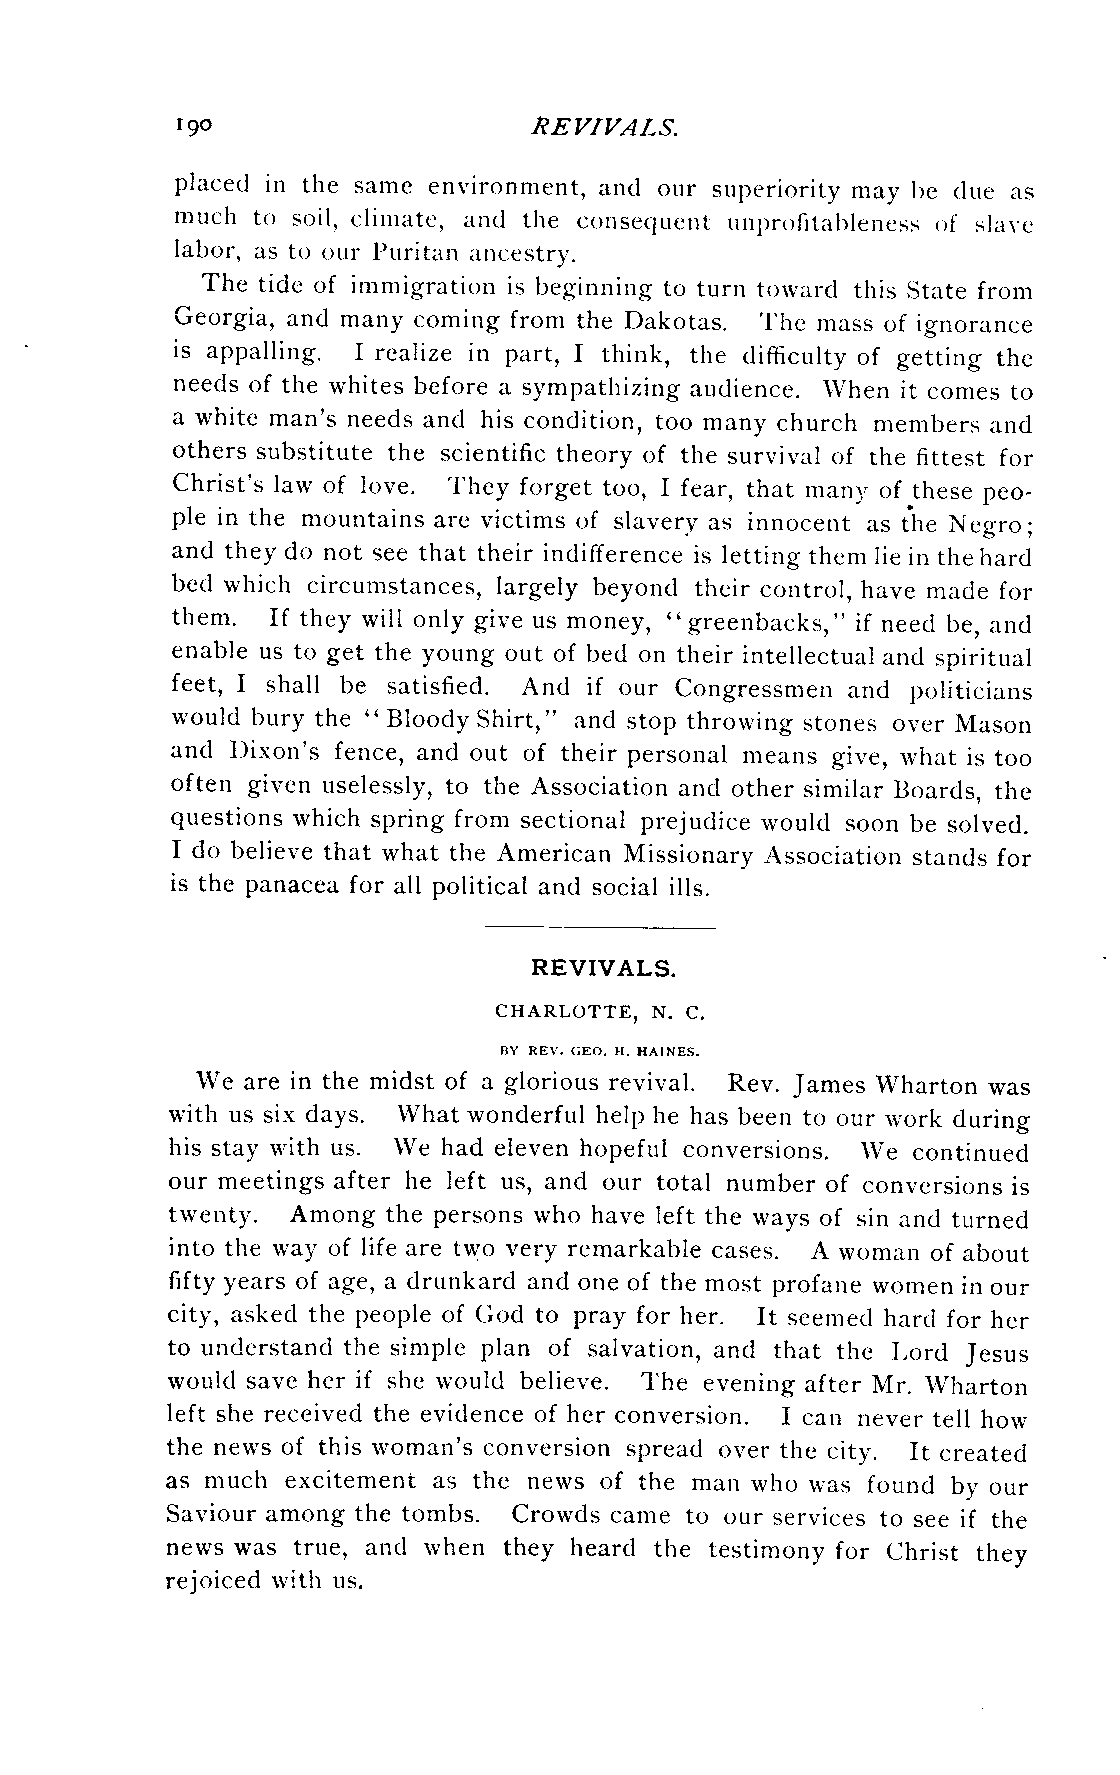 190 REVIVALS.
placed in the same environment, and our superiority may be due as
much to soil, climate, and the consequent unprofitableness of slave
labor, as to our Puritan ancestry.
The tide of immigration is beginning to turn toward this State from
Georgia, and many coming from the Dakotas. The mass of ignorance
is appalling. I realize in part, I think, the difficulty of getting the
needs of the whites before a sympathizing audience. When it comes to
a white man's needs and his condition, too many church members and
others substitute the scientific theory of the survival of the fittest for
Christ's law of love. They forget too, I fear, that many of these peo-
ple in the mountains are victims of slavery as innocent as the Negro;
and they do not see that their indifference is letting them lie in the hard
bed which circumstances, largely beyond their control, have made for
them. If they will only give us money, "greenbacks," if need be, and
enable us to get the young out of bed on their intellectual and spiritual
feet, I shall be satisfied. And if our Congressmen and politicians
would bury the "Bloody Shirt," and stop throwing stones over Mason
and Dixon's fence, and out of their personal means give, what is too
often given uselessly, to the Association and other similar Boards, the
questions which spring from sectional prejudice would soon be solved.
I do believe that what the American Missionary Association stands for
is the panacea for all political and social ills.
REVIVALS.
CHARLOTTE, N. C.
BY REV. GEO. H. HAINES.
We are in the midst of a glorious revival. Rev. James Wharton was
with us six days. What wonderful help he has been to our work during
his stay with us. We had eleven hopeful conversions. We continued
our meetings after he left us, and our total number of conversions is
twenty. Among the persons who have left the ways of sin and turned
into the way of life are two very remarkable cases. A woman of about
fifty years of age, a drunkard and one of the most profane women in our
city, asked the people of God to pray for her. It seemed hard for her
to understand the simple plan of salvation, and that the Lord Jesus
would save her if she would believe. The evening after Mr. Wharton
left she received the evidence of her conversion. I can never tell how
the news of this woman's conversion spread over the city. It created
as much excitement as the news of the man who was found by our
Saviour among the tombs. Crowds came to our services to see if the
news was true, and when they heard the testimony for Christ they
rejoiced with us.